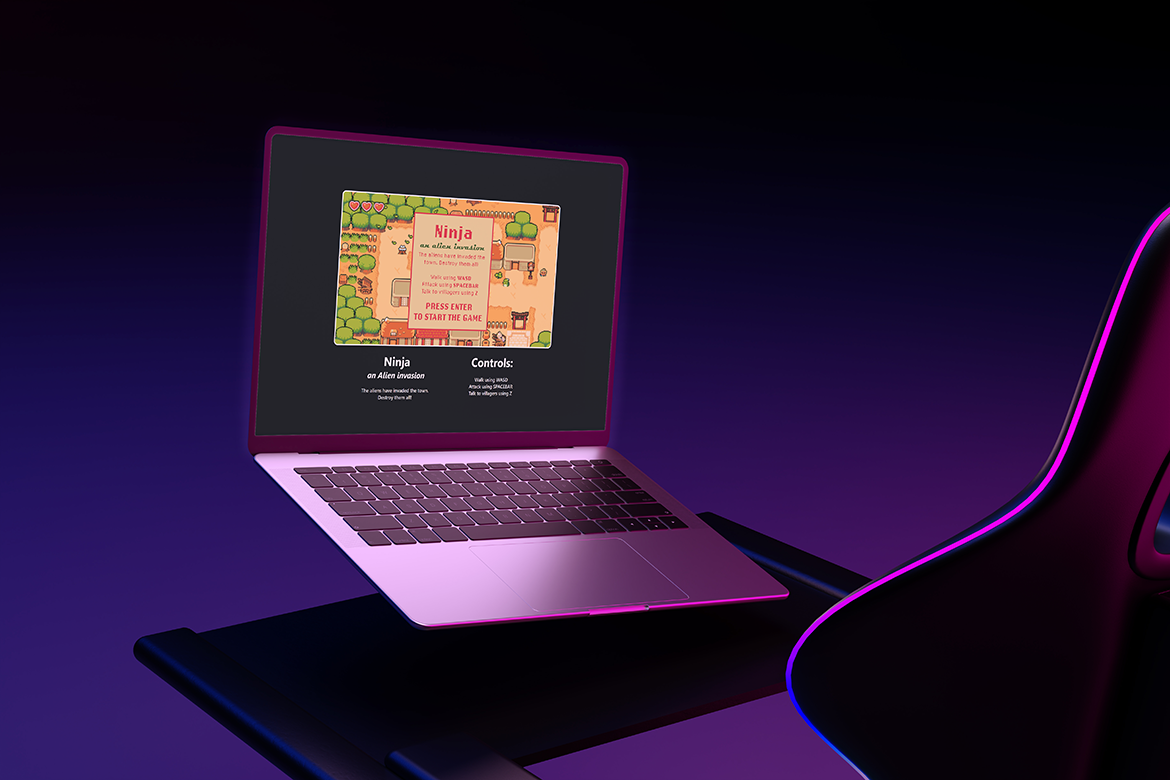 Ninja
an alien invasion
The aliens have invaded the
town. Destroy them all!
Walk using WASD
Attack using SPACEBAR
Talk to villagers using Z
PRESS ENTER
TO START THE GAME
Ninja
an Alien invasion
The aliens have invaded the town.
Destroy them all!
Controls:
Walk using WASD
Attack using SPACEBAR
Talk to villagers using Z